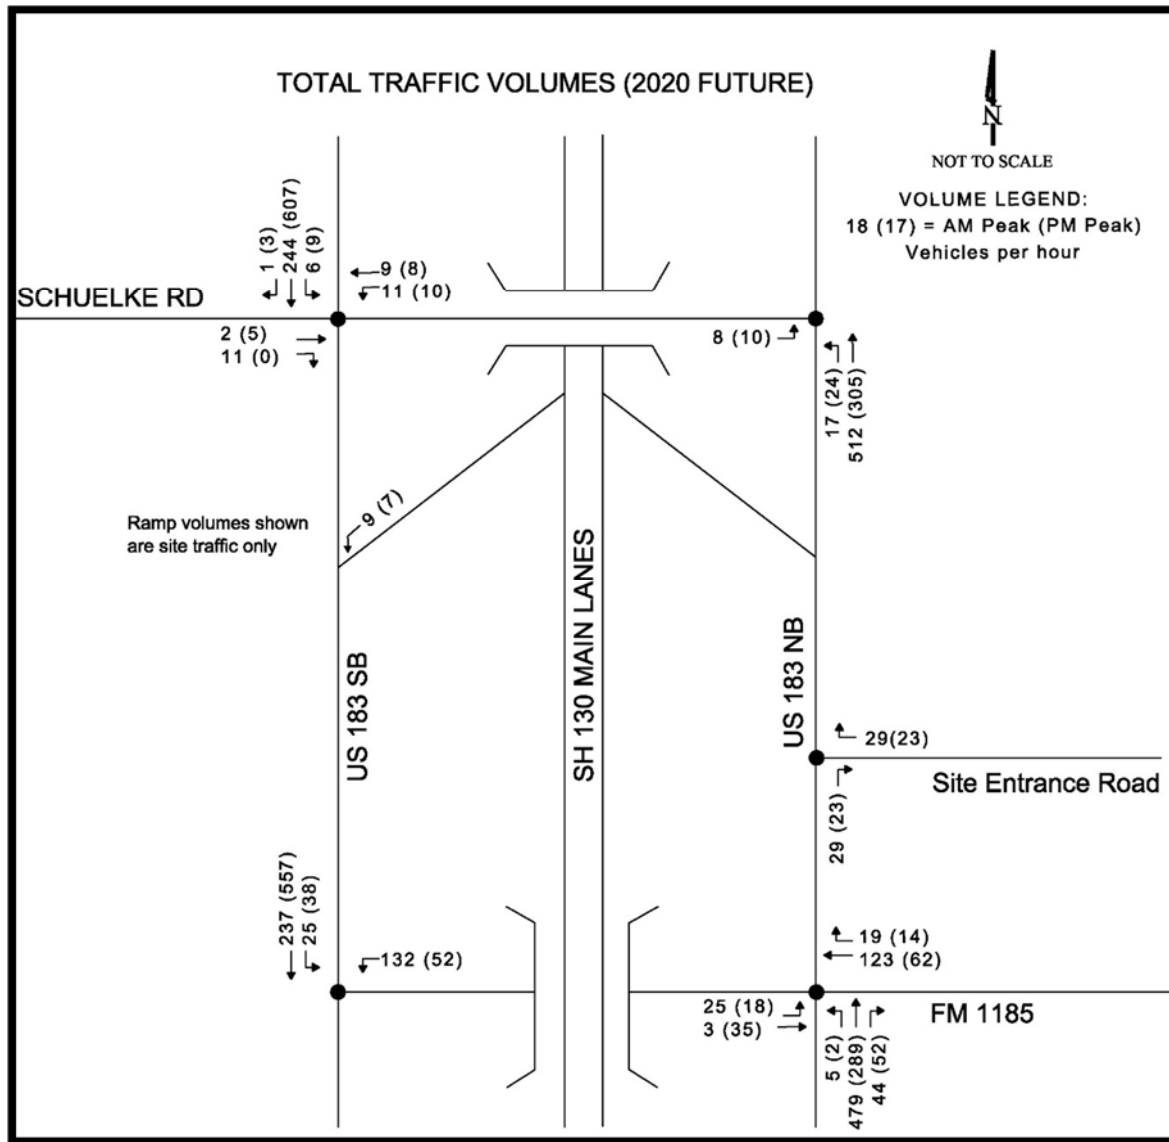 TOTAL TRAFFIC VOLUMES (2020 FUTURE)
N
NOT TO SCALE
VOLUME LEGEND:
18 (17) = AM Peak (PM Peak)
Vehicles per hour
1 (3)
244 (607)
6 (9)
9 (8)
11 (10)
SCHUELKE RD
2 (5)
11 (0)
8 (10)
17 (24)
512 (305)
9 (7)
Ramp volumes shown
are site traffic only
US 183 SB
SH 130 MAIN LANES
US 183 NB
29(23)
Site Entrance Road
29 (23)
237 (557)
25 (38)
132 (52)
19 (14)
123 (62)
25 (18)
3 (35)
FM 1185
5 (2)
479 (289)
44 (52)